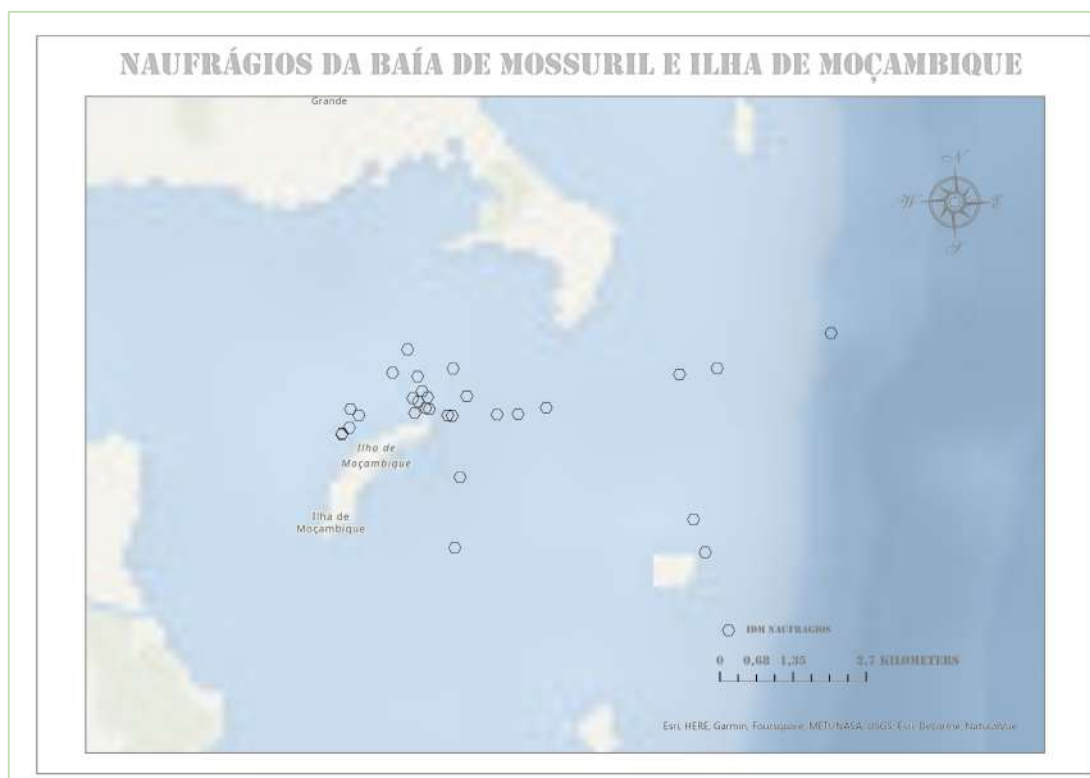 NAUFRÁGIOS DA BAÍA DE MOSSURIL E ILHA DE MOÇAMBIQUE
Grande
N
W E
S
Ilha de
Moçambique
Ilha de
Moçambique
IDM NAUFRAGIOS
0 0,68 1,35 2,7 KILOMETERS
Esri, HERE, Garmin, Foursquare, METI/NASA, USGS, Esri, Deltares, NaturalVue